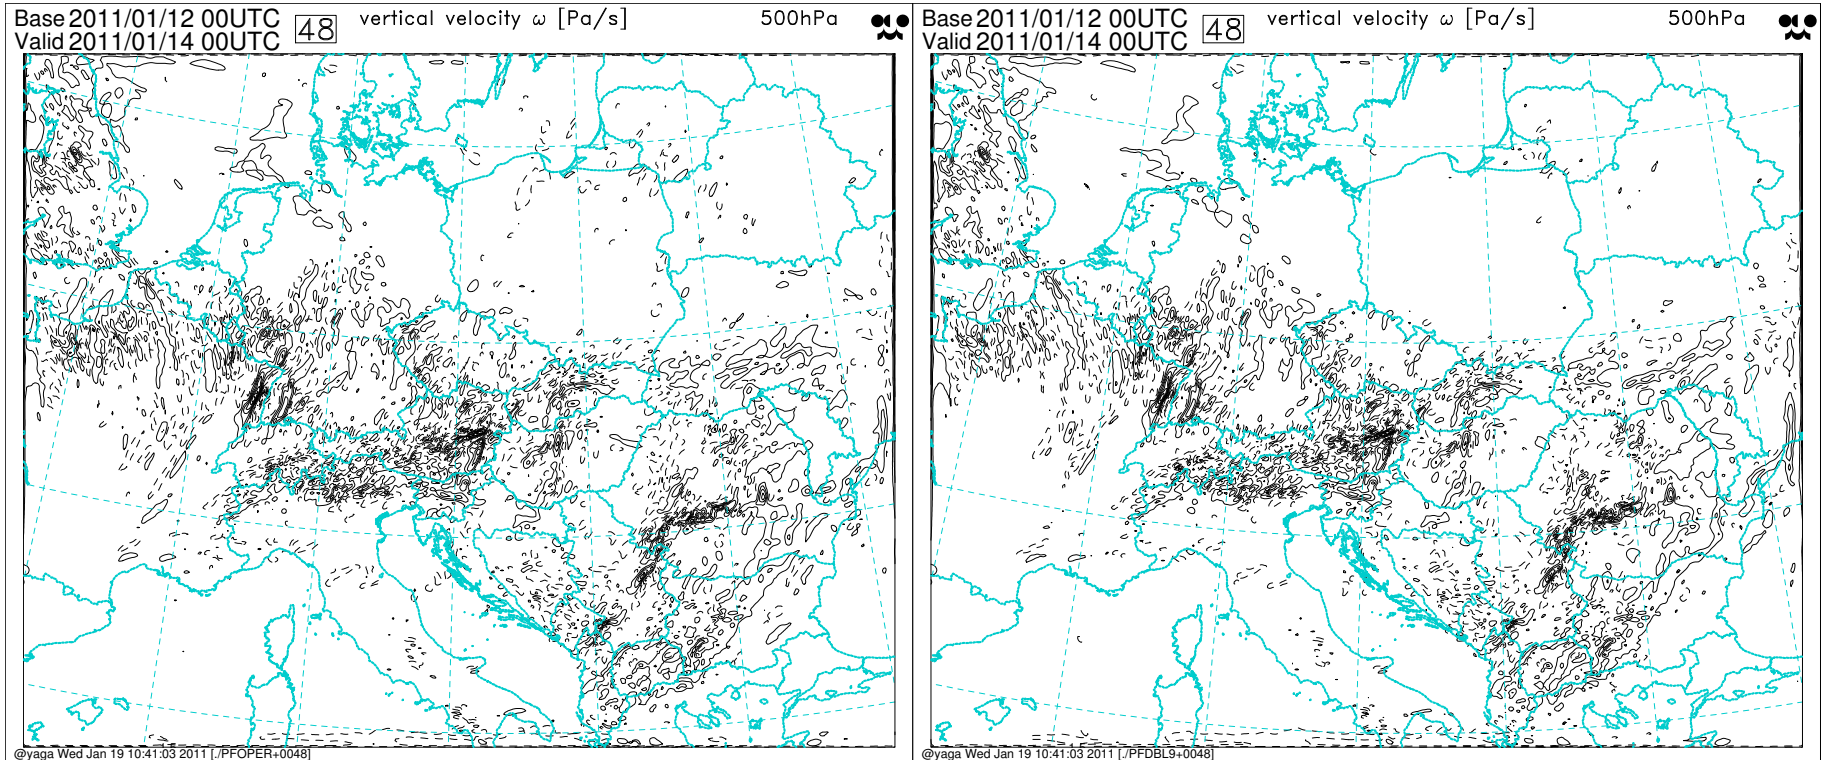 Base 2011/01/12 00UTC
Valid 2011/01/14 00UTC
48
vertical velocity ω [Pa/s]
500hPa
@yaga Wed Jan 19 10:41:03 2011 [./PFOPER+0048]
Base 2011/01/12 00UTC
Valid 2011/01/14 00UTC
48
vertical velocity ω [Pa/s]
500hPa
@yaga Wed Jan 19 10:41:03 2011 [./PFDBL9+0048]